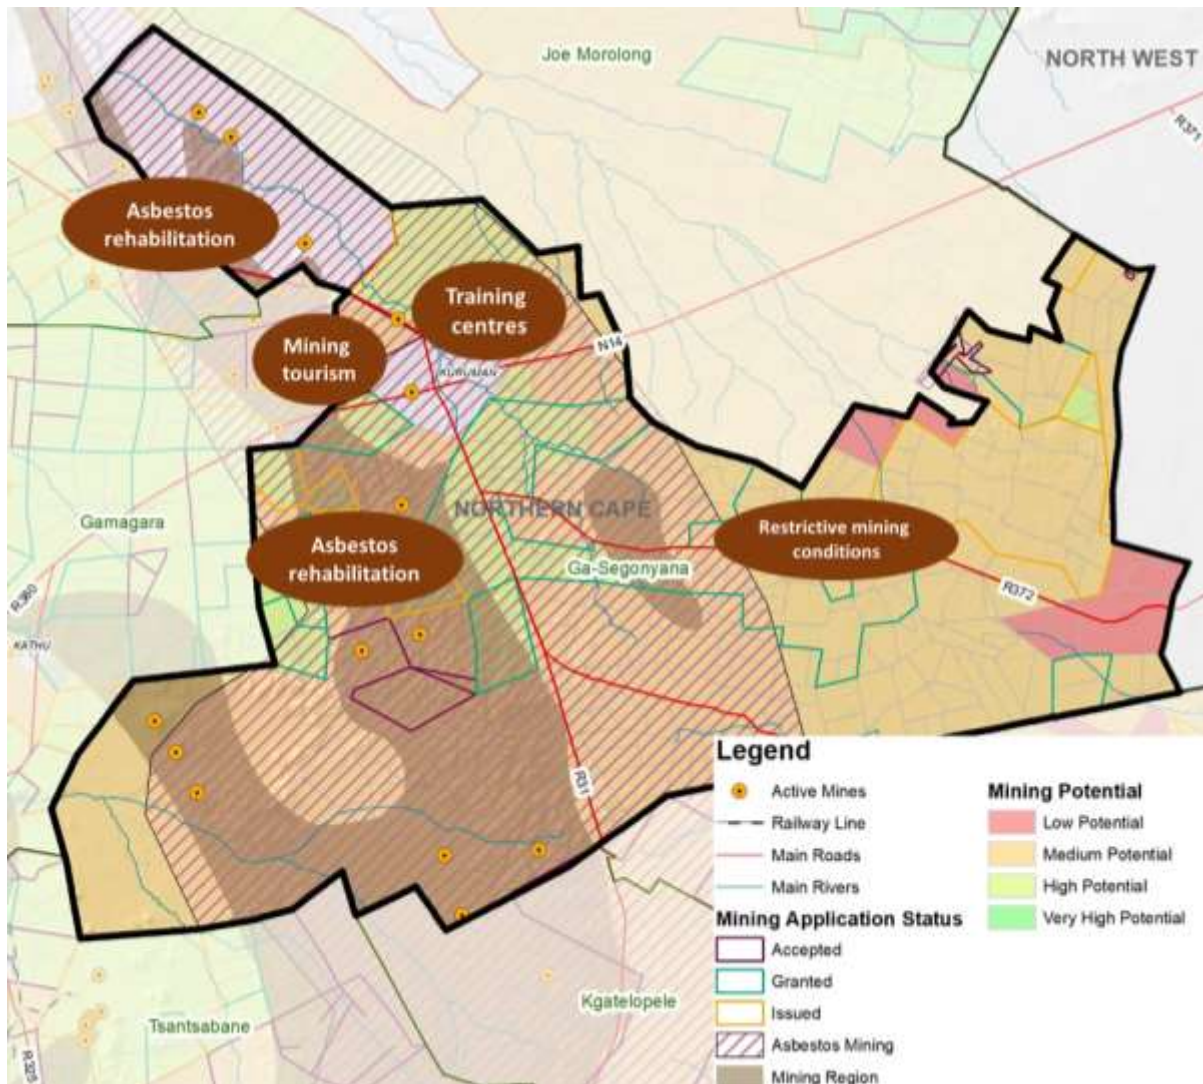 Joe Morolong
NORTH WEST
R371
Asbestos
rehabilitation
Training
centres
Mining
tourism
N14
KURUMAN
NORTHERN CAPE
Gamagara
Asbestos
rehabilitation
Restrictive mining
conditions
Ga-Segonyana
R380
R372
KATHU
R31
Legend
Active Mines
Railway Line
Main Roads
Main Rivers
Mining Application Status
Accepted
Granted
Issued
Asbestos Mining
Mining Region
Mining Potential
Low Potential
Medium Potential
High Potential
Very High Potential
Kgatelopele
Tsantsabane
R325